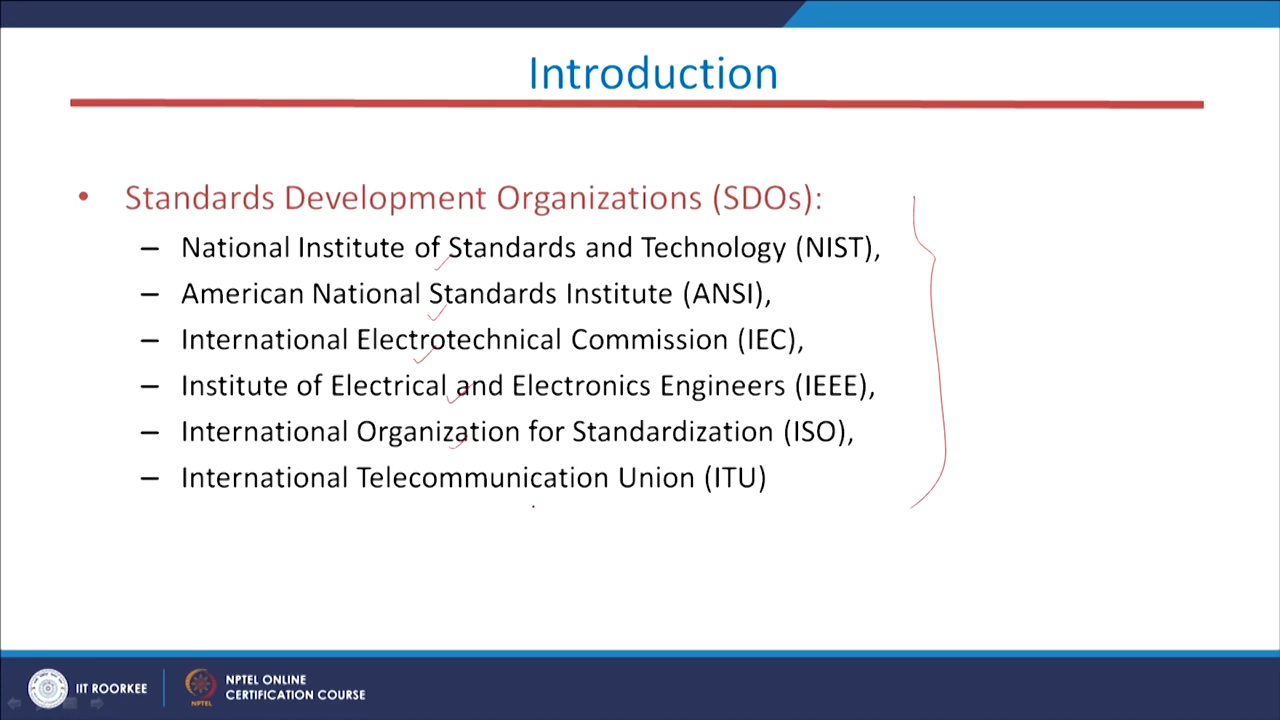 Introduction
• Standards Development Organizations (SDOs):
– National Institute of Standards and Technology (NIST),
– American National Standards Institute (ANSI),
– International Electrotechnical Commission (IEC),
– Institute of Electrical and Electronics Engineers (IEEE),
– International Organization for Standardization (ISO),
– International Telecommunication Union (ITU)
IIT ROORKEE
NPTEL
NPTEL ONLINE
CERTIFICATION COURSE